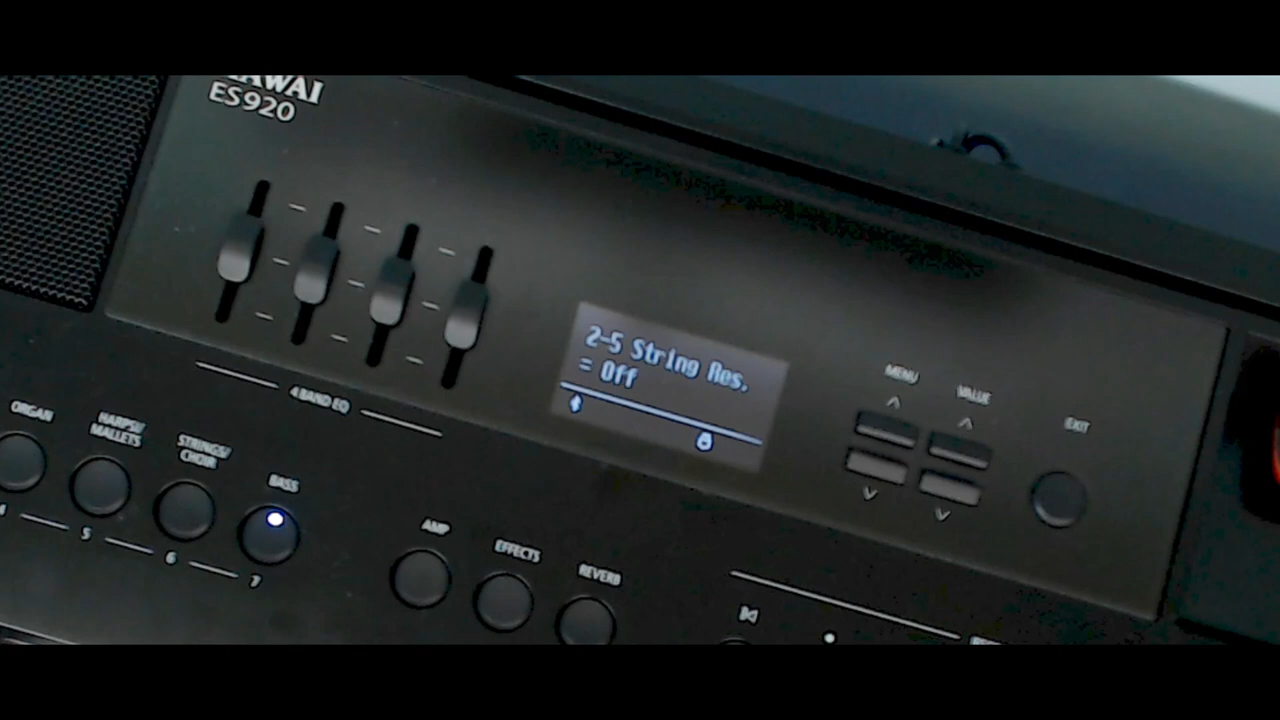 KAWAI
ES920
2-5 String Res.
= Off
MENU
VALUE
EXIT
4 BAND EQ
ORGAN
HARPSI/
MALLETS
STRINGS/
CHOIR
BASS
4
5
6
7
AMP
EFFECTS
REVERB